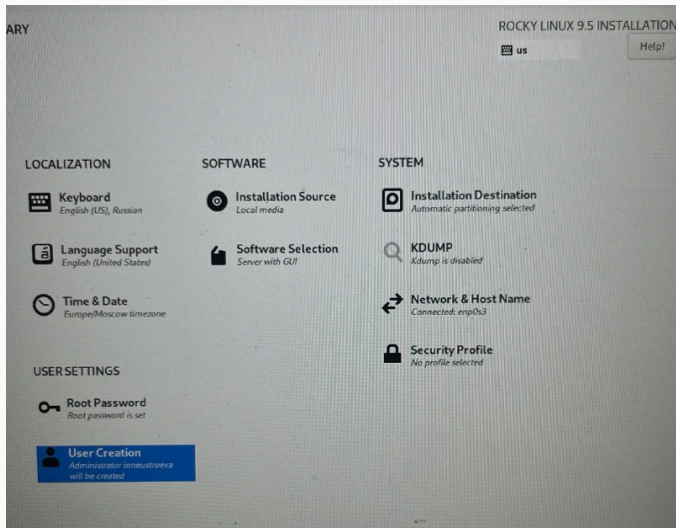 ARY
ROCKY LINUX 9.5 INSTALLATION
us
Help!
LOCALIZATION
Keyboard
English (US), Russian
Language Support
English (United States)
Time & Date
Europe/Moscow timezone
SOFTWARE
Installation Source
Local media
Software Selection
Server with GUI
SYSTEM
Installation Destination
Automatic partitioning selected
KDUMP
Kdump is disabled
Network & Host Name
Connected: enp0s3
Security Profile
No profile selected
USER SETTINGS
Root Password
Root password is set
User Creation
Administrator inneustroeva
will be created